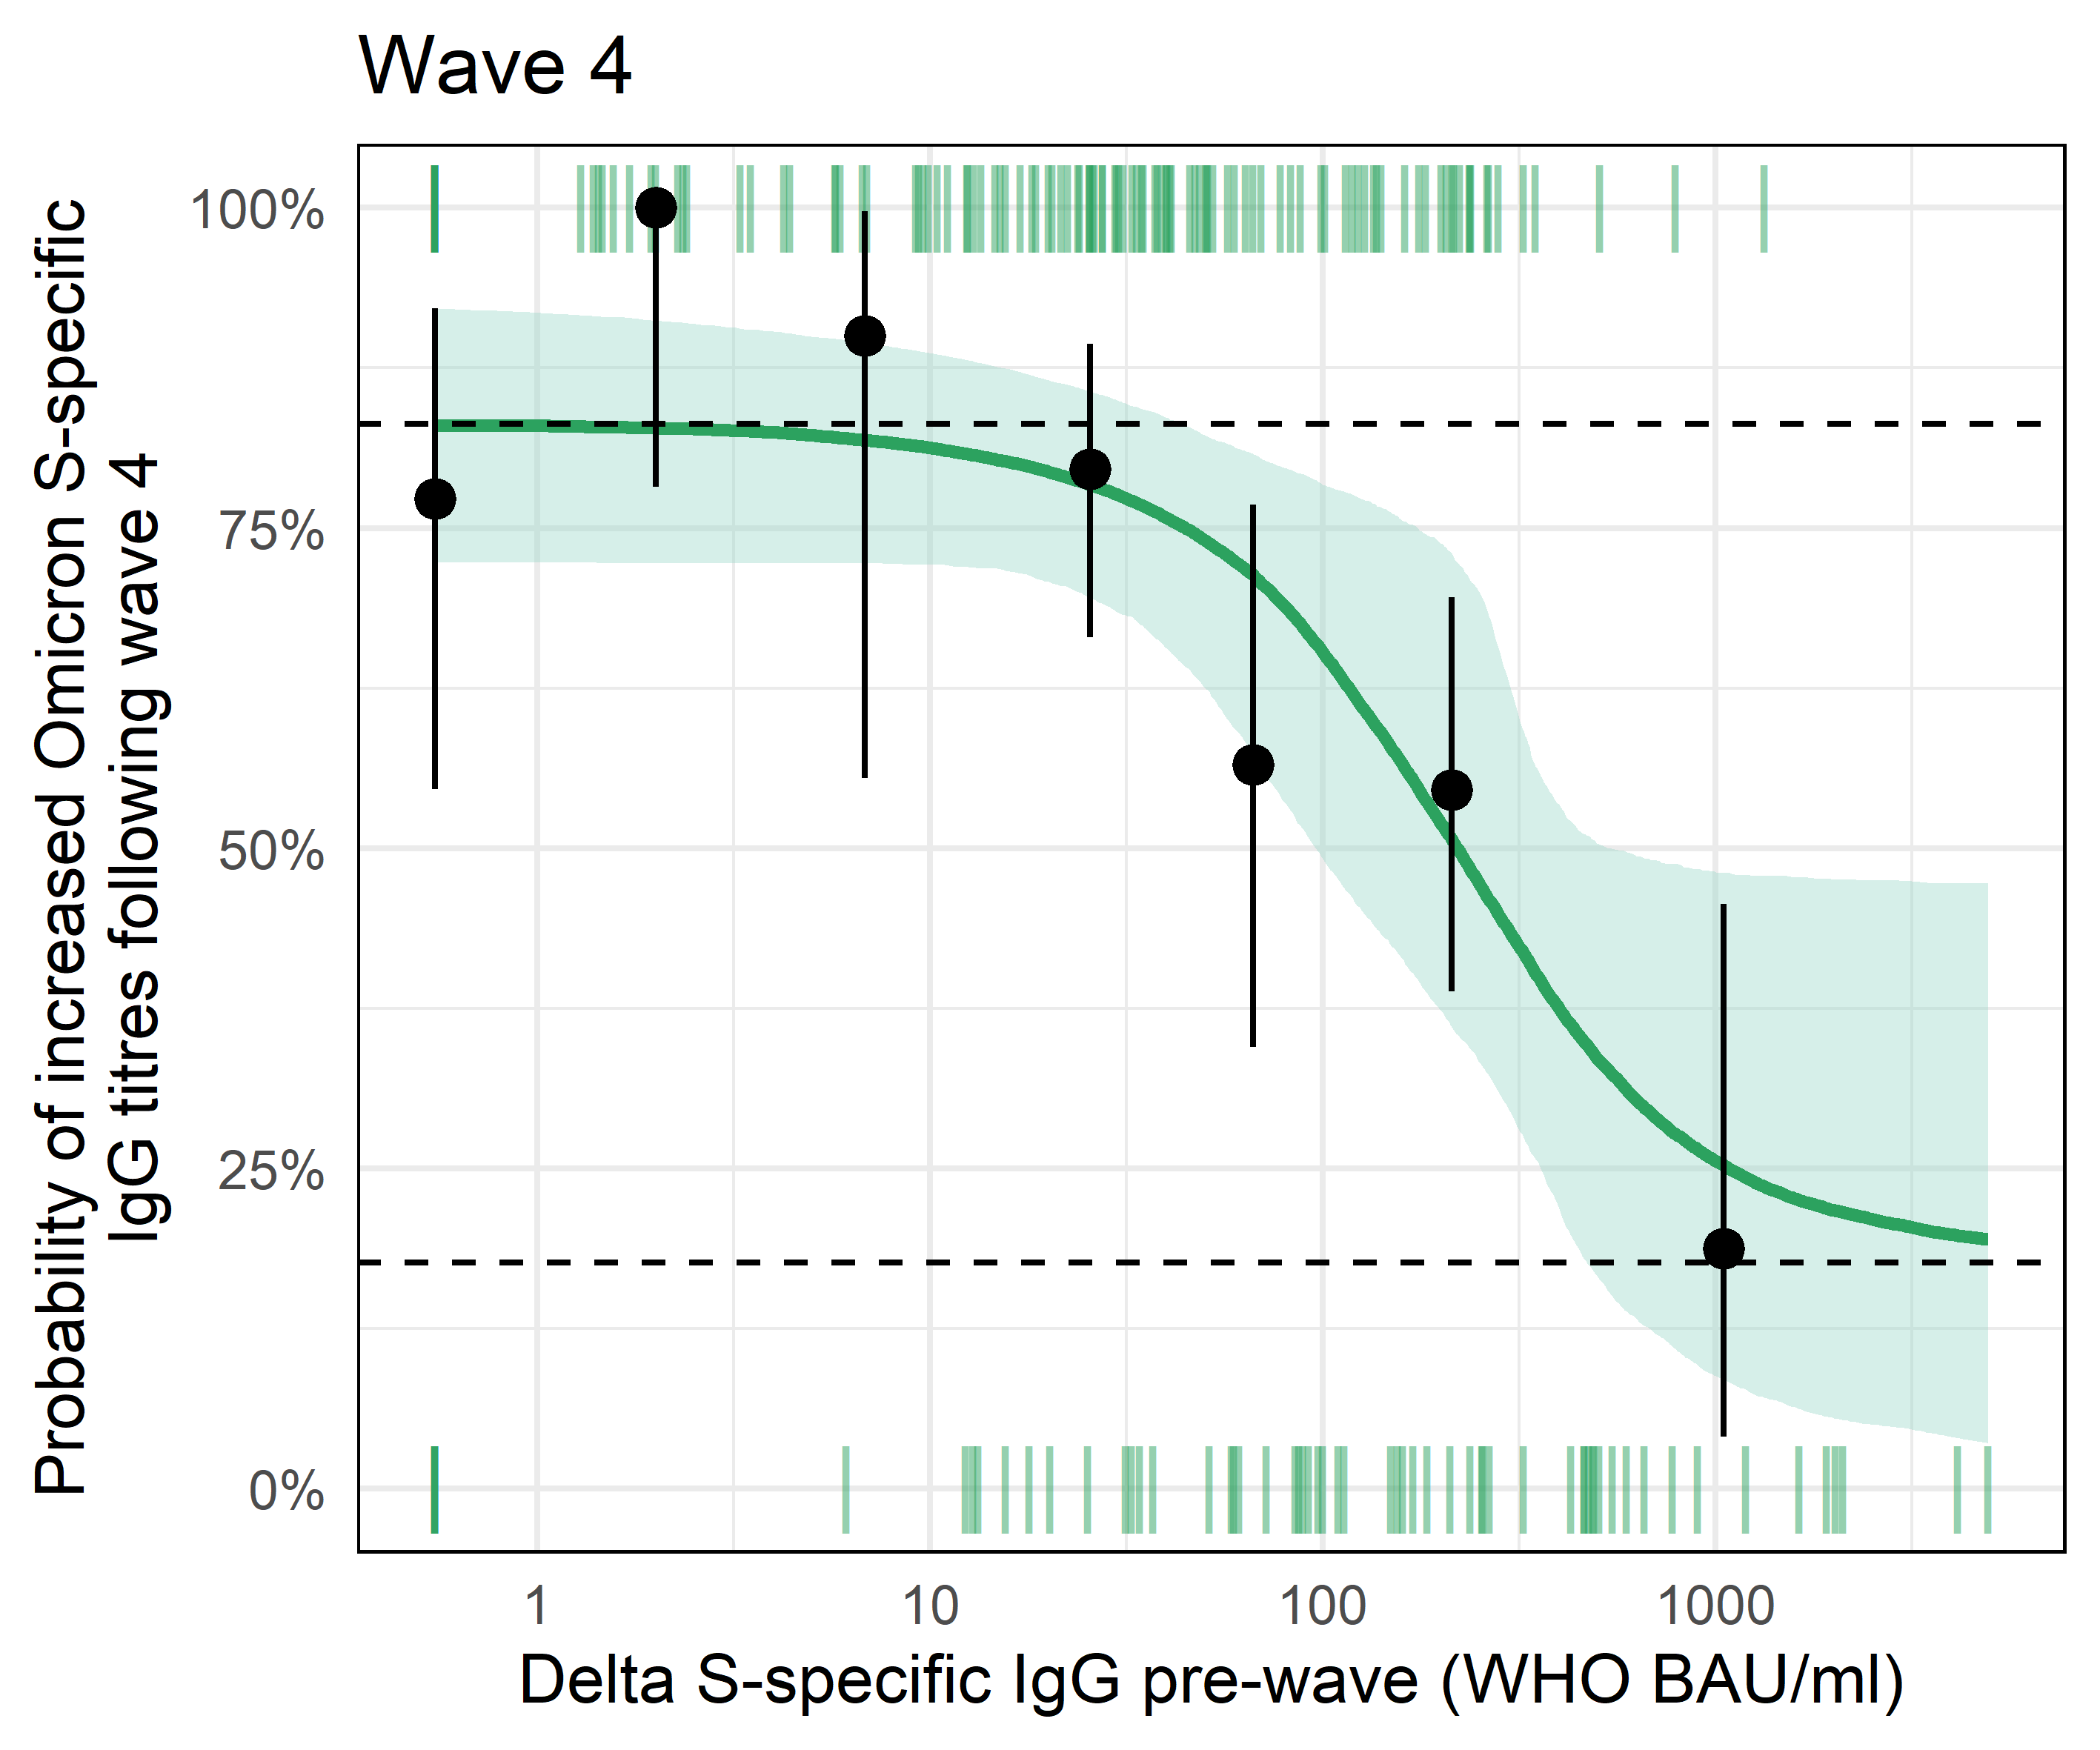 Wave 4
Probability of increased Omicron S-specific
IgG titres following wave 4
100%
75%
50%
25%
0%
1
10
100
1000
Delta S-specific IgG pre-wave (WHO BAU/ml)